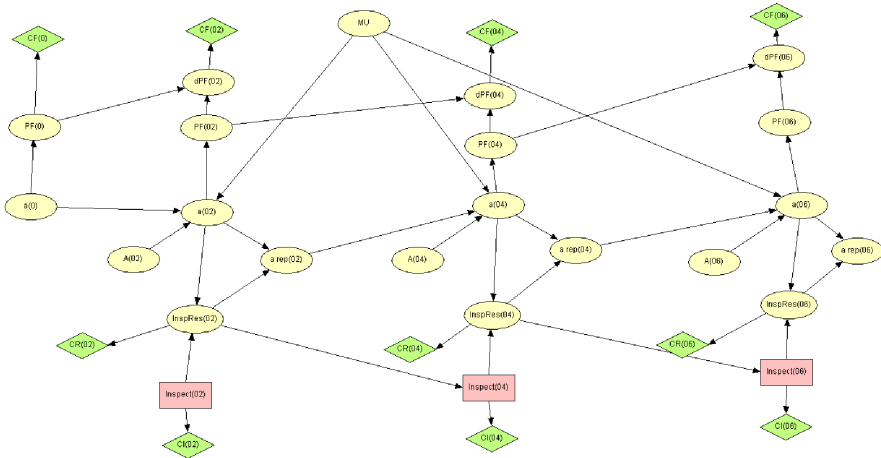 CF(0)
CF(02)
MU
CF(04)
CF(06)
dPF(02)
dPF(04)
dPF(06)
PF(0)
PF(02)
PF(04)
PF(06)
a(0)
a(02)
a(04)
a(06)
A(02)
a rep(02)
A(04)
a rep(04)
A(06)
a rep(06)
InspRes(02)
InspRes(04)
InspRes(06)
CR(02)
CR(04)
CR(06)
Inspect(02)
Inspect(04)
Inspect(06)
CI(02)
CI(04)
CI(06)